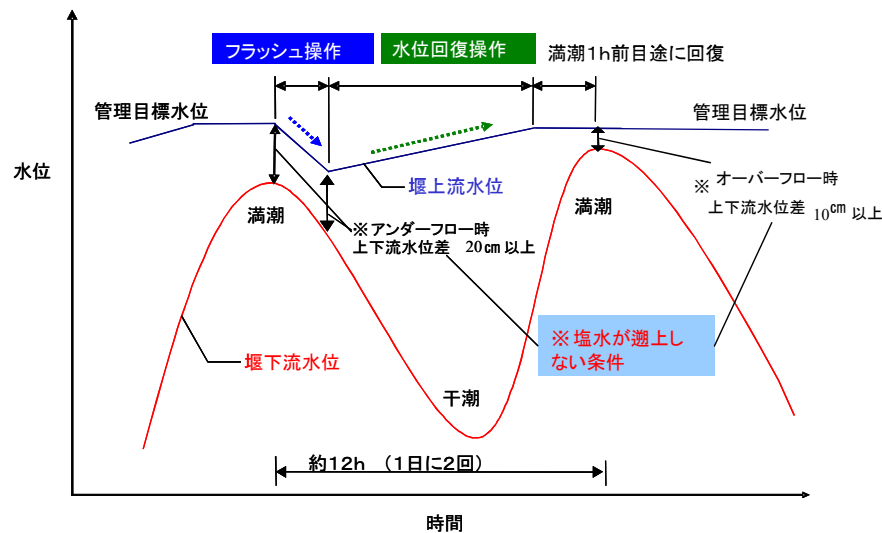 フラッシュ操作
水位回復操作
満潮1h前目途に回復
管理目標水位
管理目標水位
水位
堰上流水位
※ オーバーフロー時
上下流水位差 10㎝ 以上
満潮
満潮
※アンダーフロー時
上下流水位差 20㎝ 以上
※塩水が遡上し
ない条件
堰下流水位
干潮
約12h (1日に2回)
時間